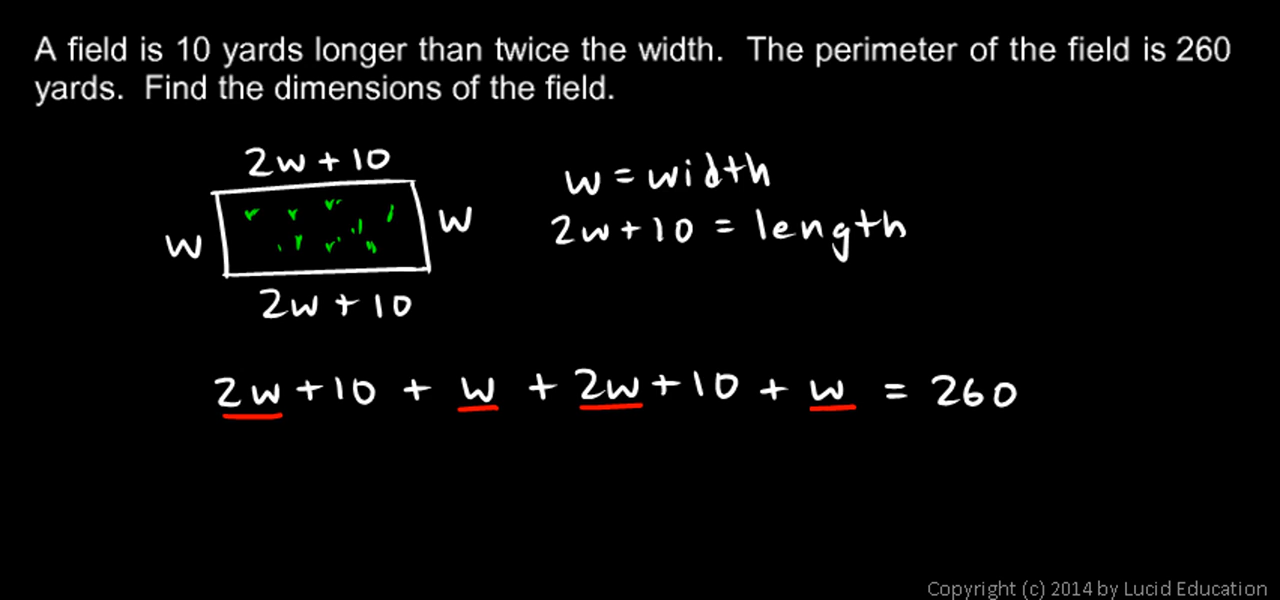 A field is 10 yards longer than twice the width. The perimeter of the field is 260
yards. Find the dimensions of the field.
2w + 10
w
w
2w + 10
w = width
2w + 10 = length
2w + 10 + w + 2w + 10 + w = 260
Copyright (c) 2014 by Lucid Education